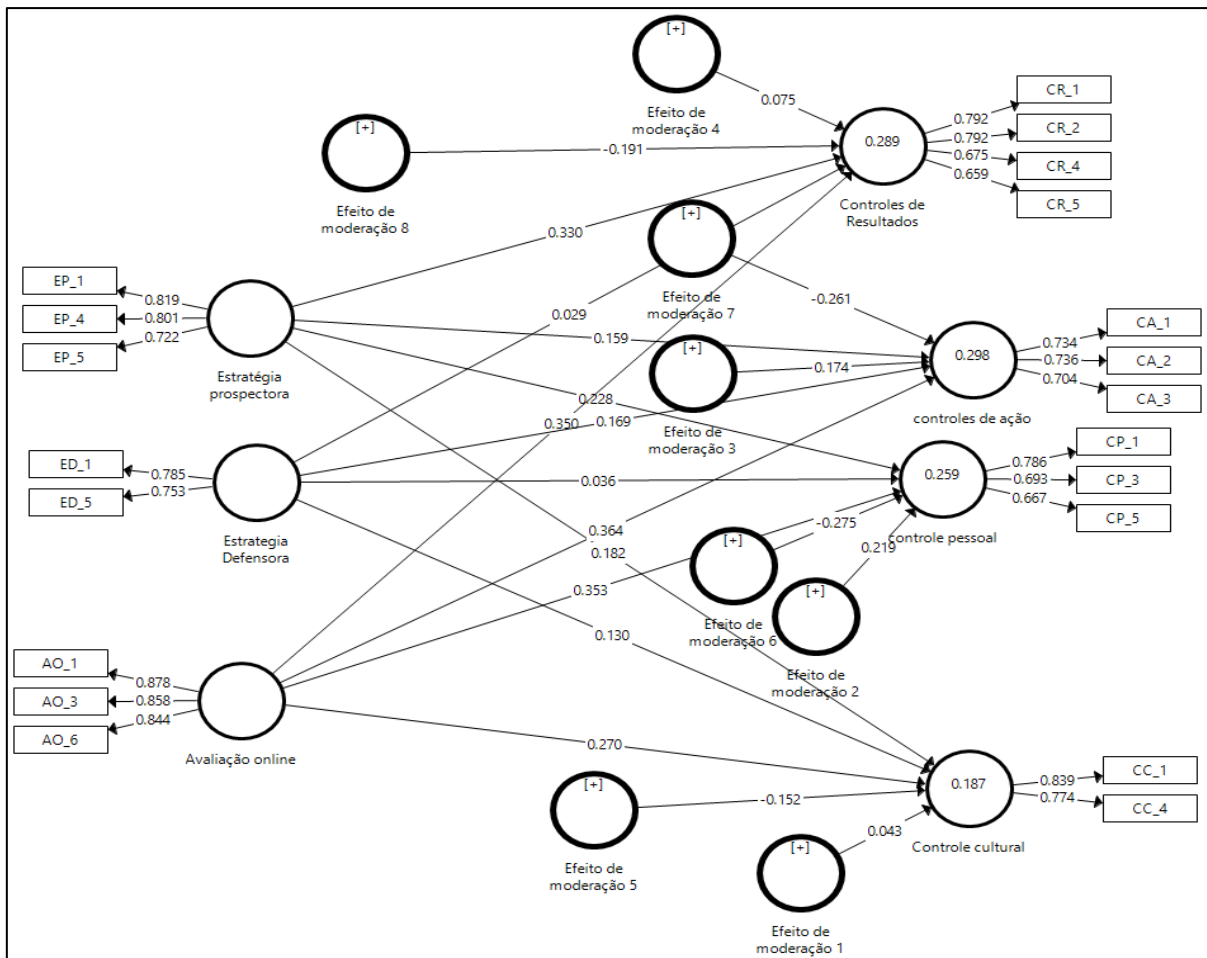 [+]
Efeito de
moderação 4
0.075
[+]
Efeito de
moderação 8
-0.191
0.289
Controles de
Resultados
0.792
0.792
0.675
0.659
CR_1
CR_2
CR_4
CR_5
EP_1
EP_4
EP_5
0.819
0.801
0.722
Estratégia
prospectora
0.330
0.029
0.159
0.228
0.350
[+]
Efeito de
moderação 7
-0.261
[+]
Efeito de
moderação 3
0.174
0.169
0.298
controles de ação
0.734
0.736
0.704
CA_1
CA_2
CA_3
ED_1
ED_5
0.785
0.753
Estrategia
Defensora
0.036
0.364
0.182
0.353
0.130
0.259
controle pessoal
0.786
0.693
0.667
CP_1
CP_3
CP_5
-0.275
0.219
[+]
Efeito de
moderação 6
[+]
Efeito de
moderação 2
AO_1
AO_3
AO_6
0.878
0.858
0.844
Avaliação online
0.270
[+]
Efeito de
moderação 5
-0.152
0.043
[+]
Efeito de
moderação 1
0.187
Controle cultural
0.839
0.774
CC_1
CC_4